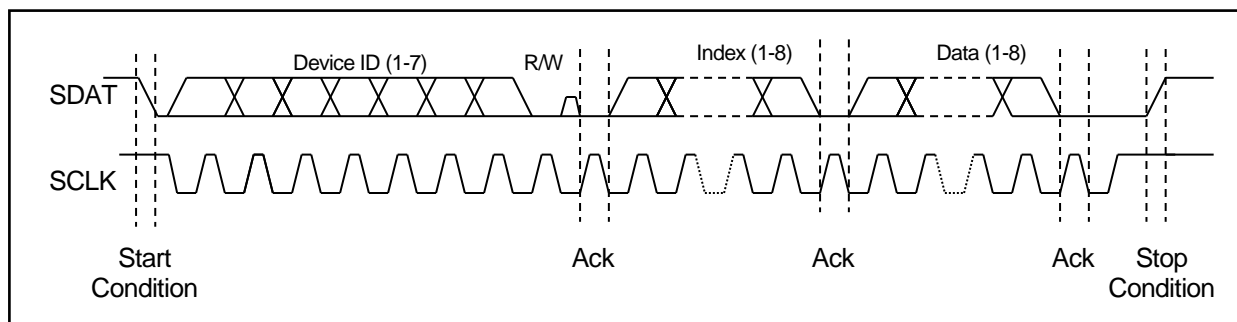 Device ID (1-7)
R/W
Index (1-8)
Data (1-8)
SDAT
SCLK
Start
Condition
Ack
Ack
Ack
Stop
Condition